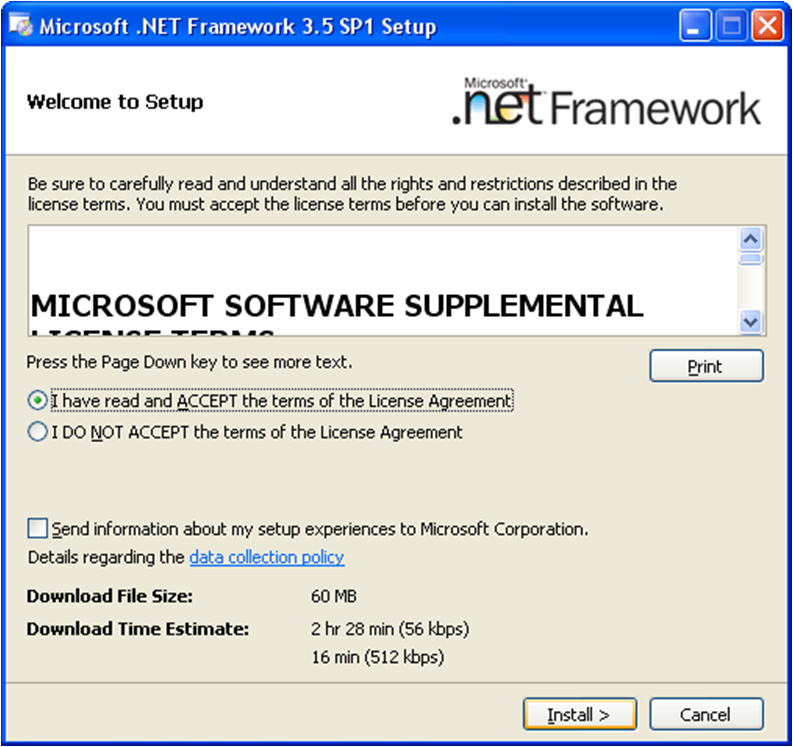 Microsoft .NET Framework 3.5 SP1 Setup
Welcome to Setup
Microsoft
.net Framework
Be sure to carefully read and understand all the rights and restrictions described in the
license terms. You must accept the license terms before you can install the software.
MICROSOFT SOFTWARE SUPPLEMENTAL
LICENSE TERMS
Press the Page Down key to see more text.
Print
I have read and ACCEPT the terms of the License Agreement
I DO NOT ACCEPT the terms of the License Agreement
Send information about my setup experiences to Microsoft Corporation.
Details regarding the data collection policy
Download File Size: 60 MB
Download Time Estimate: 2 hr 28 min (56 kbps)
16 min (512 kbps)
Install > Cancel